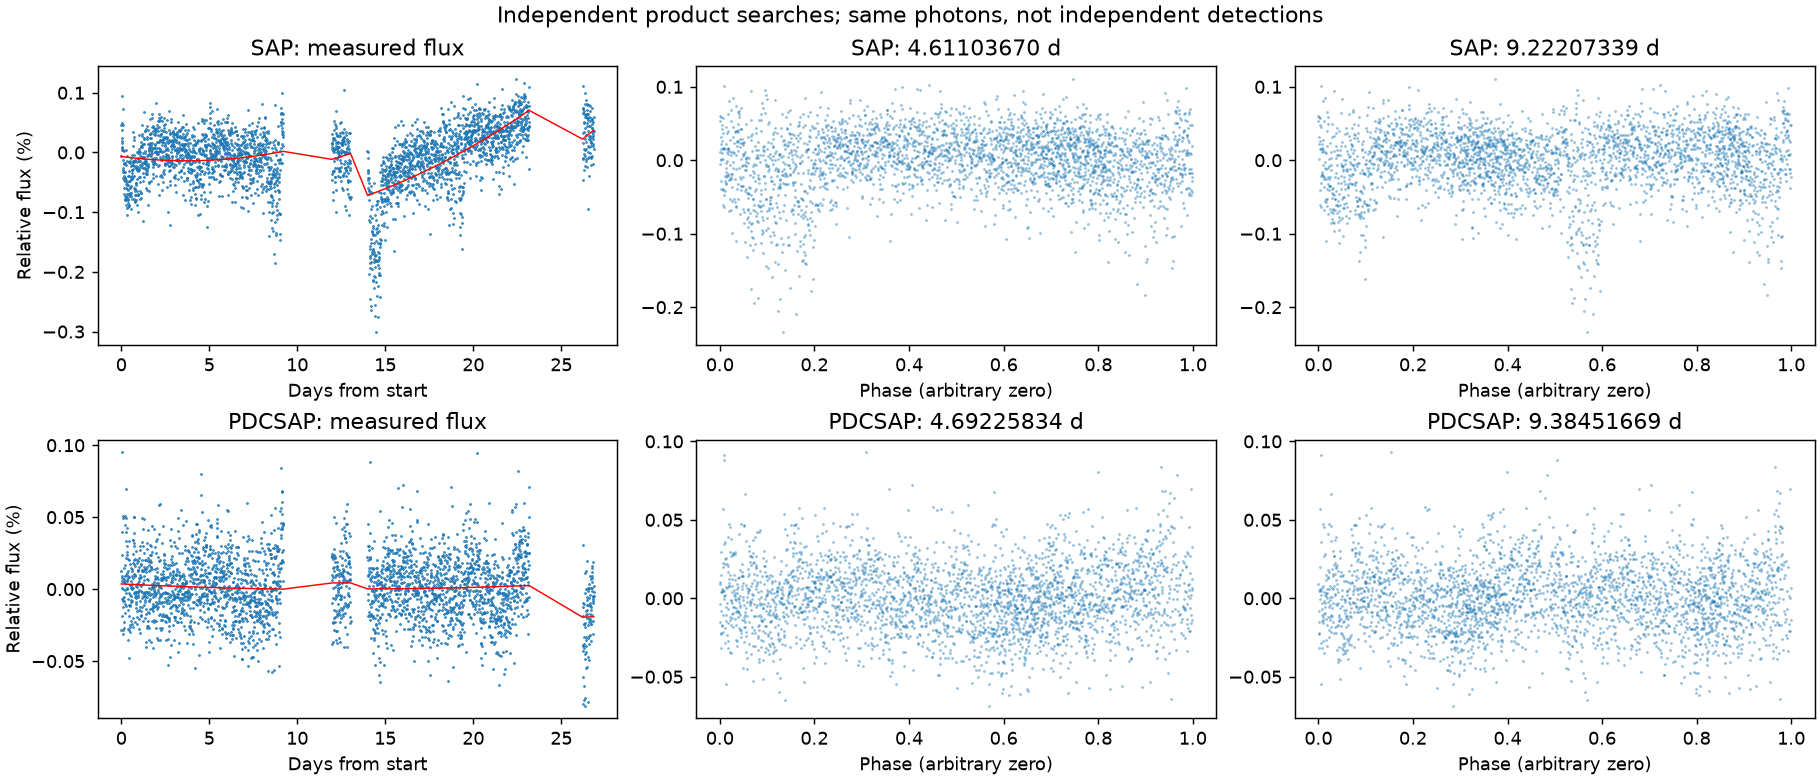 Independent product searches; same photons, not independent detections
SAP: measured flux
SAP: 4.61103670 d
SAP: 9.22207339 d
Relative flux (%)
0.1
0.0
−0.1
−0.2
−0.3
0 5 10 15 20 25
Days from start
0.1
0.0
−0.1
−0.2
0.0 0.2 0.4 0.6 0.8 1.0
Phase (arbitrary zero)
0.1
0.0
−0.1
−0.2
0.0 0.2 0.4 0.6 0.8 1.0
Phase (arbitrary zero)
PDCSAP: measured flux
PDCSAP: 4.69225834 d
PDCSAP: 9.38451669 d
Relative flux (%)
0.10
0.05
0.00
−0.05
0 5 10 15 20 25
Days from start
0.10
0.05
0.00
−0.05
0.0 0.2 0.4 0.6 0.8 1.0
Phase (arbitrary zero)
0.10
0.05
0.00
−0.05
0.0 0.2 0.4 0.6 0.8 1.0
Phase (arbitrary zero)